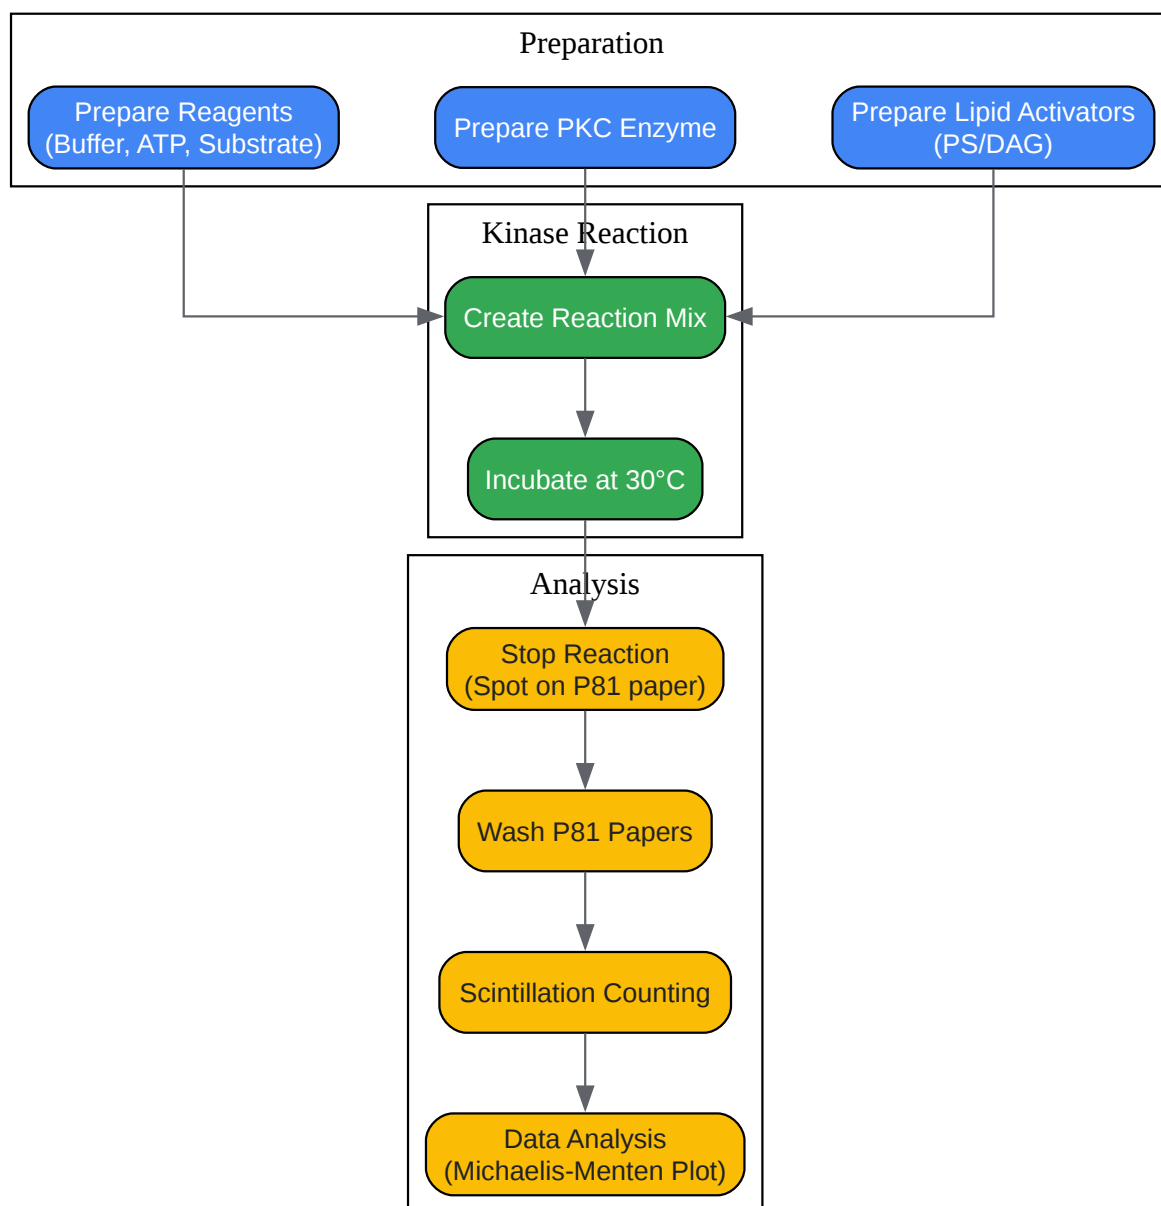 Preparation
Prepare Reagents
(Buffer, ATP, Substrate)
Prepare PKC Enzyme
Prepare Lipid Activators
(PS/DAG)
Kinase Reaction
Create Reaction Mix
Incubate at 30°C
Analysis
Stop Reaction
(Spot on P81 paper)
Wash P81 Papers
Scintillation Counting
Data Analysis
(Michaelis-Menten Plot)